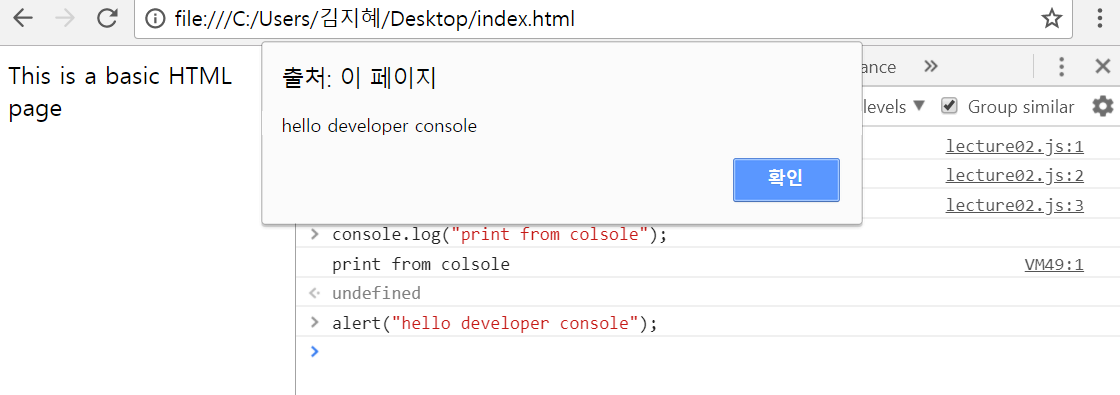 file:///C:/Users/김지혜/Desktop/index.html
This is a basic HTML
page
출처: 이 페이지
hello developer console
확인
levels ▼ Group similar
lecture02.js:1
lecture02.js:2
lecture02.js:3
> console.log("print from colsole");
print from colsole VM49:1
undefined
> alert("hello developer console");
>